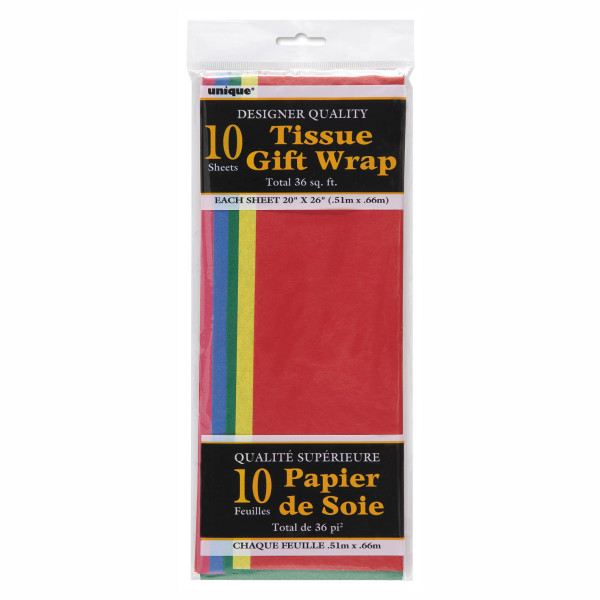 unique®
DESIGNER QUALITY
10 Tissue
Sheets Gift Wrap
Total 36 sq. ft.
EACH SHEET 20" X 26" (.51m x .66m)
QUALITÉ SUPÉRIEURE
10 Papier
Feuilles de Soie
Total de 36 pi²
CHAQUE FEUILLE .51m x .66m